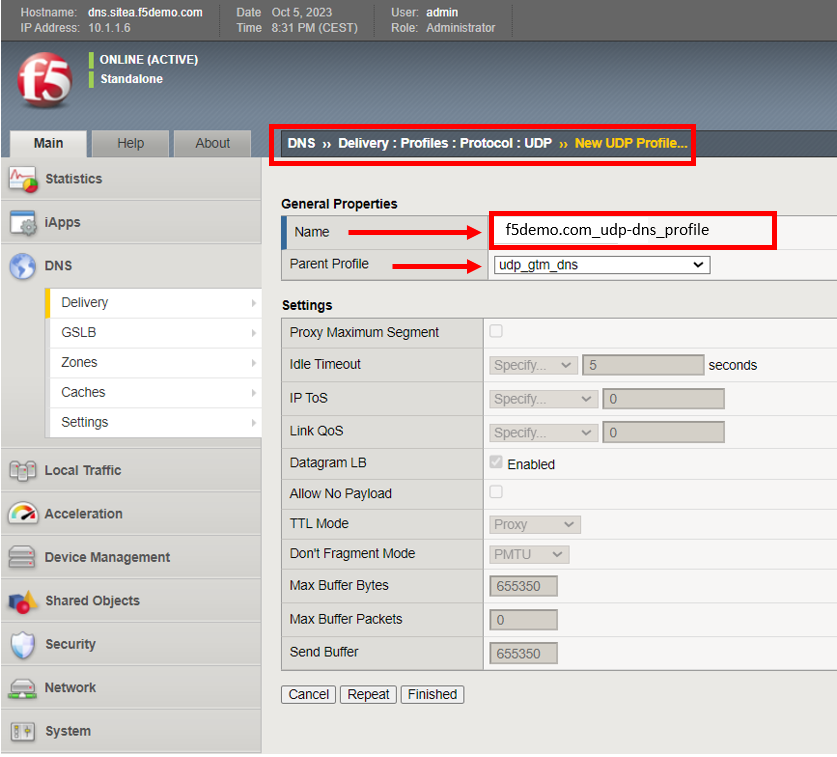 Hostname: dns.sitea.f5demo.com Date Oct 5, 2023 User: admin
IP Address: 10.1.1.6 Time 8:31 PM (CEST) Role: Administrator
f5
ONLINE (ACTIVE)
Standalone
Main Help About
DNS ›› Delivery : Profiles : Protocol : UDP ›› New UDP Profile...
Statistics
iApps
DNS
Delivery
GSLB
Zones
Caches
Settings
Local Traffic
Acceleration
Device Management
Shared Objects
Security
Network
System
General Properties
Name f5demo.com_udp-dns_profile
Parent Profile udp_gtm_dns
Settings
Proxy Maximum Segment
Idle Timeout Specify... 5 seconds
IP ToS Specify... 0
Link QoS Specify... 0
Datagram LB Enabled
Allow No Payload
TTL Mode Proxy
Don't Fragment Mode PMTU
Max Buffer Bytes 655350
Max Buffer Packets 0
Send Buffer 655350
Cancel Repeat Finished